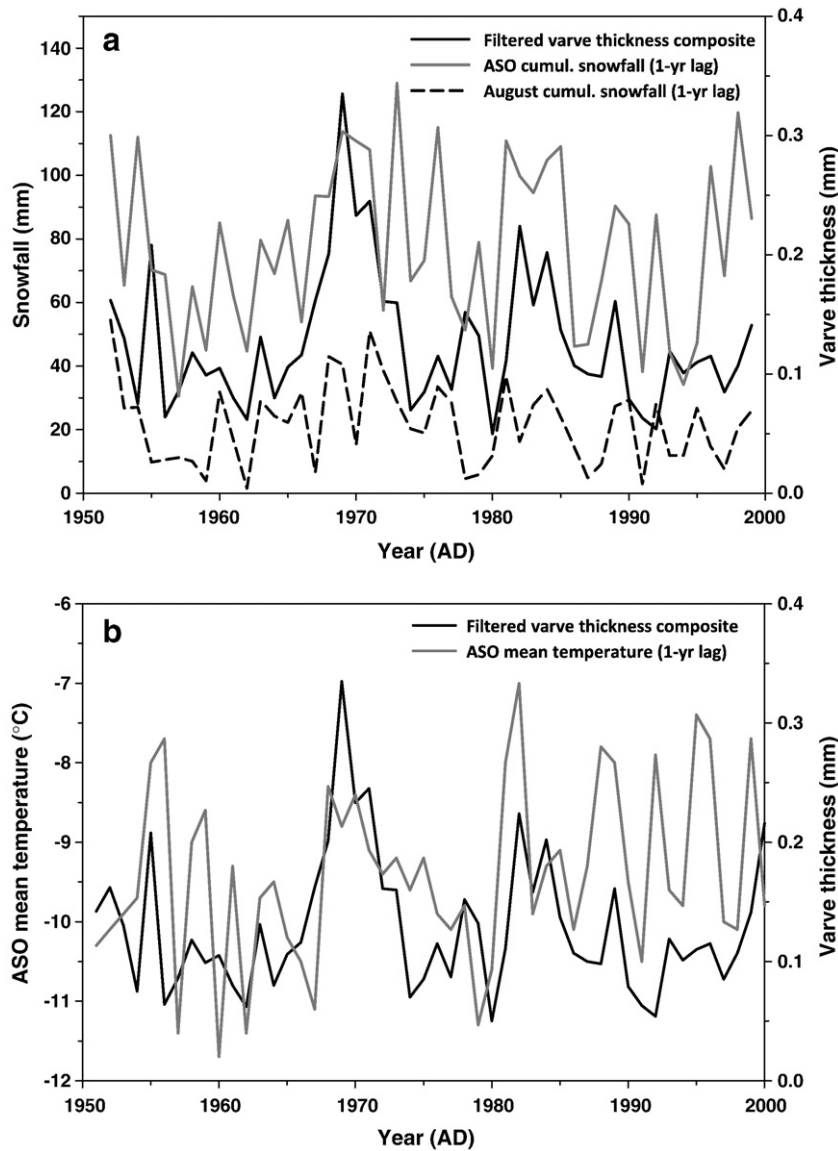 a
Filtered varve thickness composite
ASO cumul. snowfall (1-yr lag)
August cumul. snowfall (1-yr lag)
Snowfall (mm)
140
120
100
80
60
40
20
0
0.4
0.3
0.2
0.1
0.0
Varve thickness (mm)
1950
1960
1970
1980
1990
2000
Year (AD)
b
Filtered varve thickness composite
ASO mean temperature (1-yr lag)
ASO mean temperature (°C)
-6
-7
-8
-9
-10
-11
-12
0.4
0.3
0.2
0.1
0.0
Varve thickness (mm)
1950
1960
1970
1980
1990
2000
Year (AD)